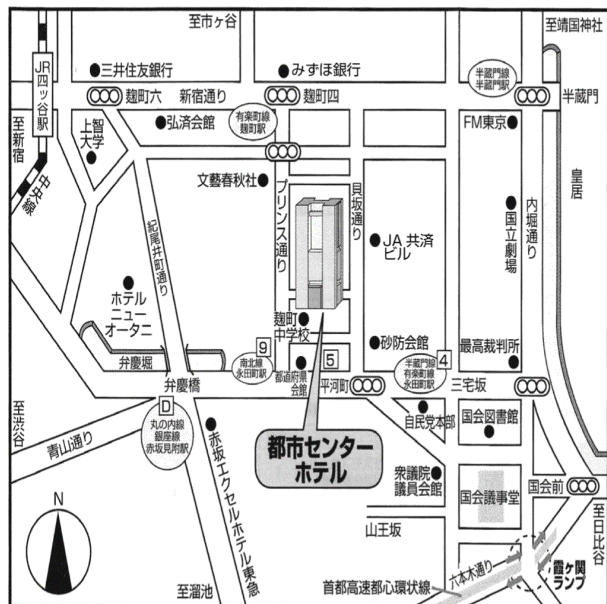 至市ヶ谷
至靖国神社
JR四ツ谷駅
三井住友銀行
みずほ銀行
半蔵門線
半蔵門駅
麹町六
新宿通り
麹町四
半蔵門
至新宿
上智
大学
弘済会館
有楽町線
麹町駅
FM東京
皇居
中央線
文藝春秋社
プリンス通り
貝坂通り
国立劇場
内堀通り
紀尾井町通り
JA 共済
ビル
ホテル
ニュー
オータニ
麹町
中学校
砂防会館
最高裁判所
弁慶堀
9
南北線
永田町駅
都道府県
会館
5
半蔵門線
有楽町線
永田町駅
4
弁慶橋
平河町
三宅坂
至渋谷
D
丸の内線
銀座線
赤坂見附駅
自民党本部
国会図書館
青山通り
赤坂エクセルホテル東急
都市センター
ホテル
衆議院
議員会館
国会議事堂
国会前
至日比谷
N
山王坂
六本木通り
霞ヶ関
ランプ
首都高速都心環状線
至溜池